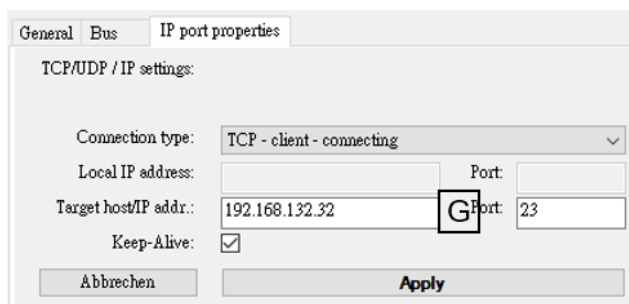 General Bus IP port properties
TCP/UDP / IP settings:
Connection type: TCP - client - connecting
Local IP address: Port:
Target host/IP addr.: 192.168.132.32 G Port: 23
Keep-Alive:
Abbrechen Apply